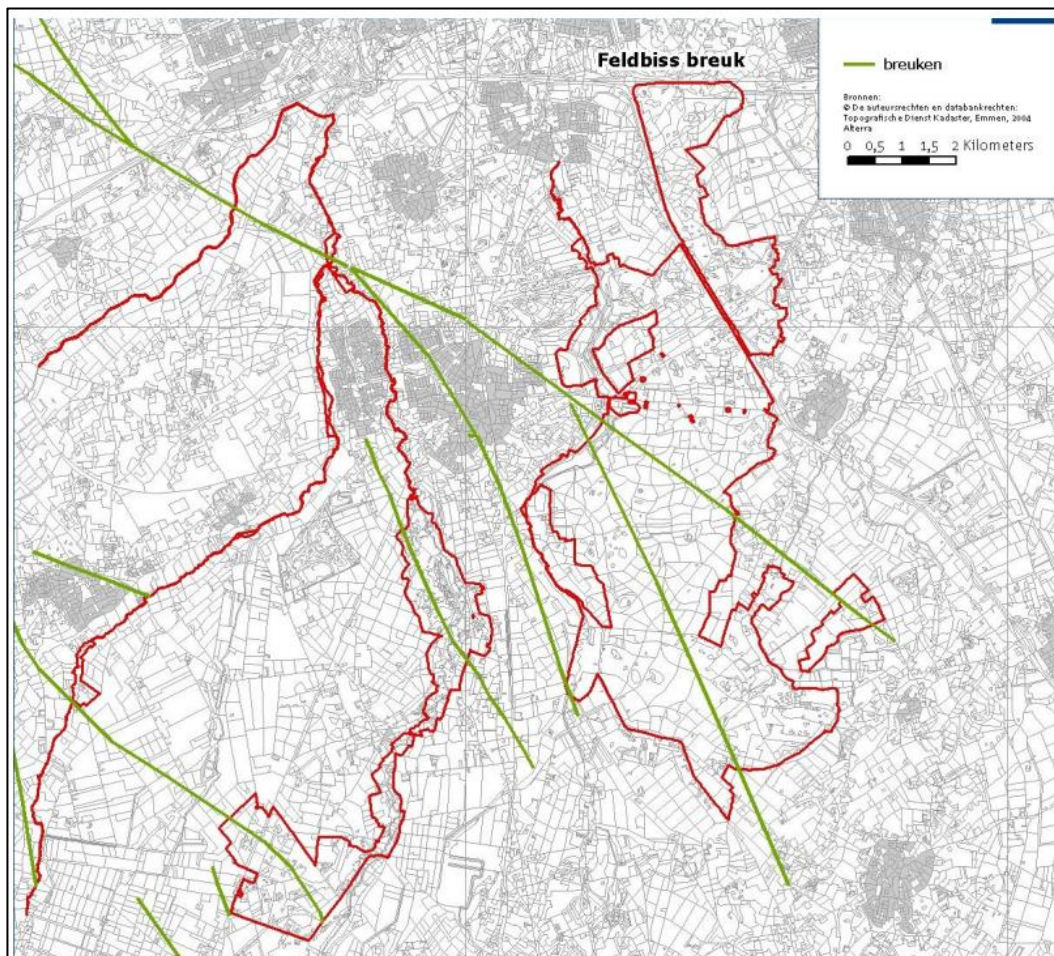 Feldbiss breuk
breuken
Bronnen:
© De auteursrechten en databankrechten:
Topografische Dienst Kadaster, Emmen, 2004
Alterra
0 0,5 1 1,5 2 Kilometers